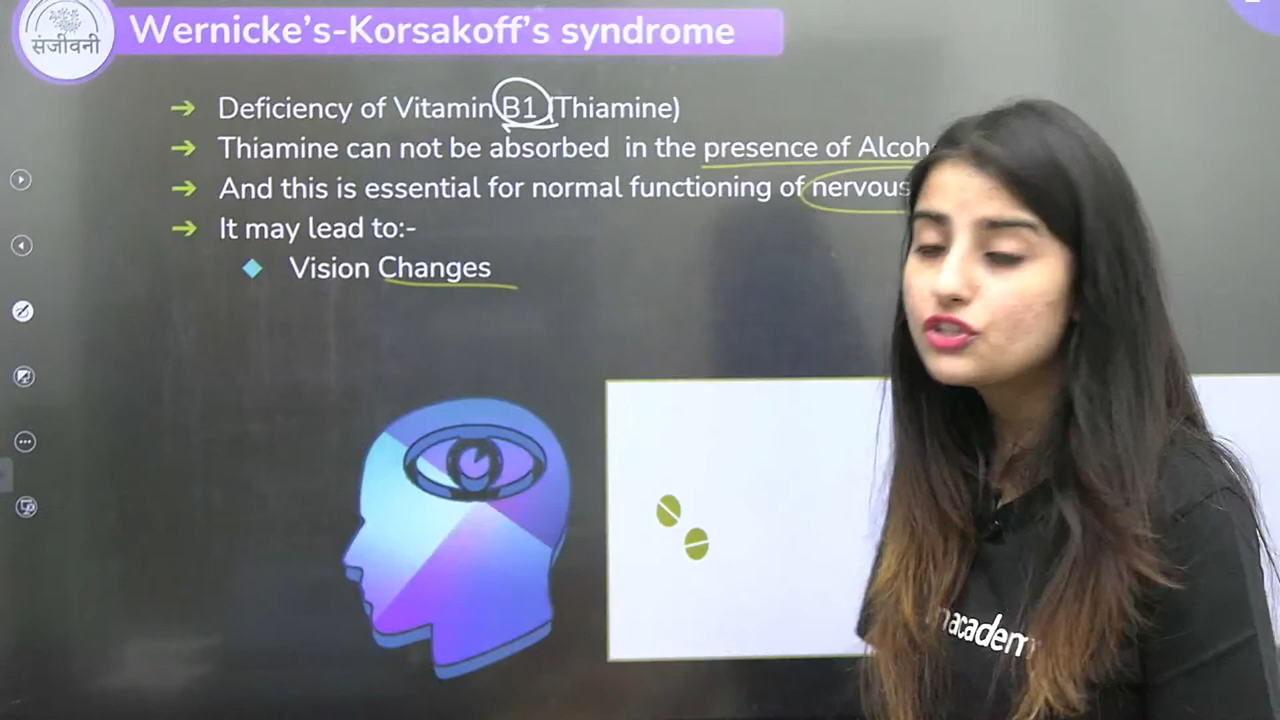 संजीवनी
Wernicke's-Korsakoff's syndrome
Deficiency of Vitamin B1 (Thiamine)
Thiamine can not be absorbed in the presence of
And this is essential for normal functioning of nervous
It may lead to:-
Vision Changes